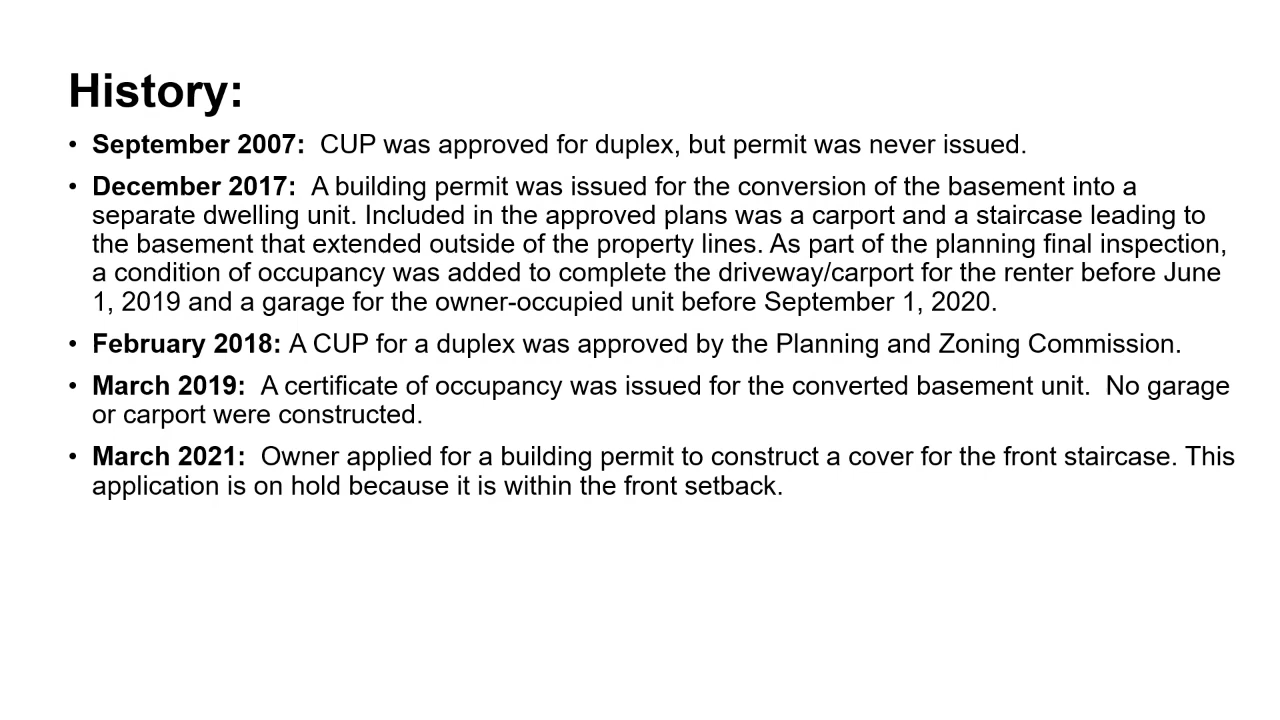 History:
• September 2007:  CUP was approved for duplex, but permit was never issued.
• December 2017:  A building permit was issued for the conversion of the basement into a
separate dwelling unit. Included in the approved plans was a carport and a staircase leading to
the basement that extended outside of the property lines. As part of the planning final inspection,
a condition of occupancy was added to complete the driveway/carport for the renter before June
1, 2019 and a garage for the owner-occupied unit before September 1, 2020.
• February 2018: A CUP for a duplex was approved by the Planning and Zoning Commission.
• March 2019:  A certificate of occupancy was issued for the converted basement unit.  No garage
or carport were constructed.
• March 2021:  Owner applied for a building permit to construct a cover for the front staircase. This
application is on hold because it is within the front setback.